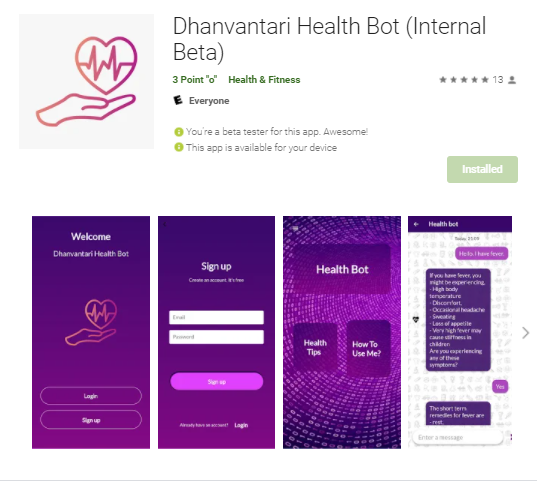 Dhanvantari Health Bot (Internal
Beta)
3 Point "o" Health & Fitness
13
E Everyone
You're a beta tester for this app. Awesome!
This app is available for your device
Installed
Welcome
Dhanvantari Health Bot
Login
Sign up
Sign up
Create an account. It's free
Email
Password
Sign up
Already have an account? Login
Health Bot
Health
Tips
How To
Use Me?
Health bot
Today,
Hello. I have fever.
If you have fever, you
might be experiencing,
- High body
temperature
- Discomfort,
- Occasional headache
- Sweating
- Loss of appetite
- Very high fever may
cause stiffness in
children
Are you experiencing
any of these
symptoms?
Yes
The short term
remedies for fever are
- rest,
Enter a message